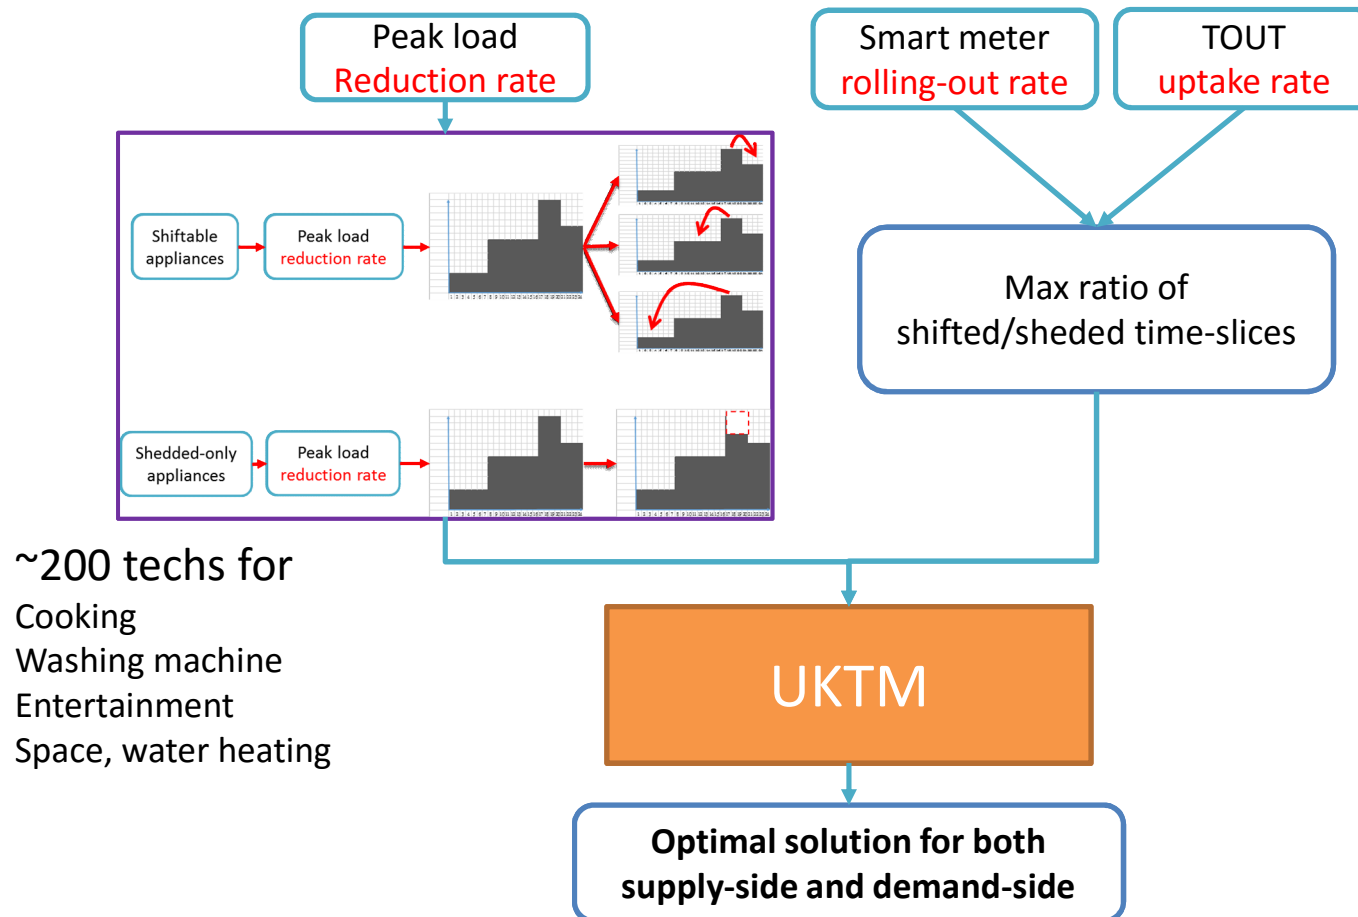 Peak load
Reduction rate
Smart meter
rolling-out rate
TOUT
uptake rate
Shiftable
appliances
Peak load
reduction rate
Max ratio of
shifted/sheded time-slices
Shedded-only
appliances
Peak load
reduction rate
~200 techs for
Cooking
Washing machine
Entertainment
Space, water heating
UKTM
Optimal solution for both
supply-side and demand-side